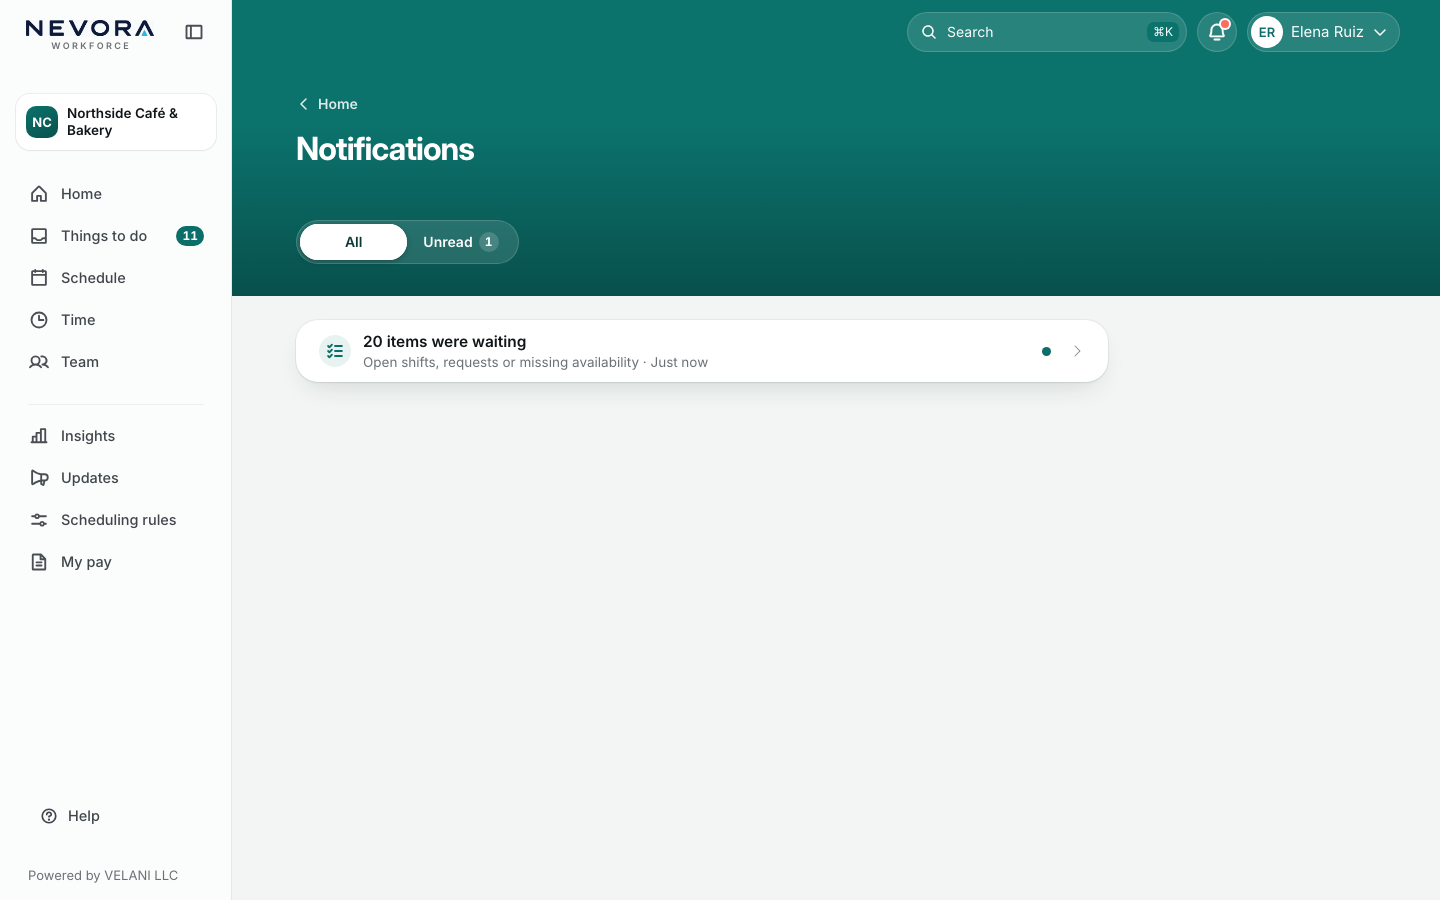 NEVORA
WORKFORCE
NC
Northside Café &
Bakery
Home
Things to do
11
Schedule
Time
Team
Insights
Updates
Scheduling rules
My pay
Help
Powered by VELANI LLC
Search
⌘K
ER
Elena Ruiz
Home
Notifications
All
Unread 1
20 items were waiting
Open shifts, requests or missing availability · Just now